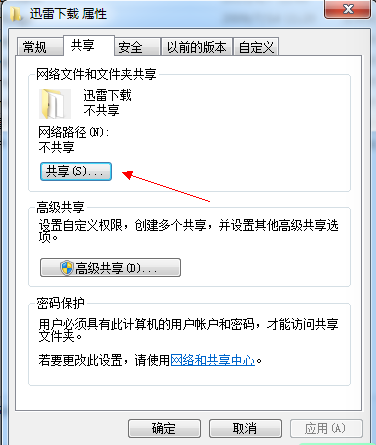 迅雷下载 属性
常规 共享 安全 以前的版本 自定义
网络文件和文件夹共享
迅雷下载
不共享
网络路径(N):
不共享
共享(S)...
高级共享
设置自定义权限，创建多个共享，并设置其他高级共享选
项。
高级共享(D)...
密码保护
用户必须具有此计算机的用户帐户和密码，才能访问共享
文件夹。
若要更改此设置，请使用网络和共享中心。
确定 取消 应用(A)